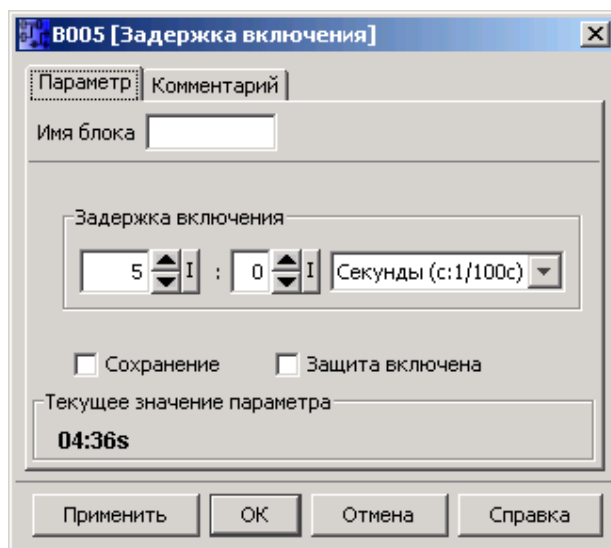 B005 [Задержка включения]
Параметр Комментарий
Имя блока
Задержка включения
5 I : 0 I Секунды (с:1/100с)
Сохранение Защита включена
Текущее значение параметра
04:36s
Применить ОК Отмена Справка